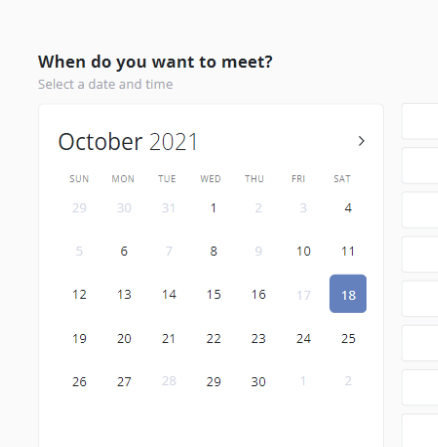 When do you want to meet?
Select a date and time
October 2021
SUN MON TUE WED THU FRI SAT
29 30 31 1 2 3 4
5 6 7 8 9 10 11
12 13 14 15 16 17 18
19 20 21 22 23 24 25
26 27 28 29 30 1 2